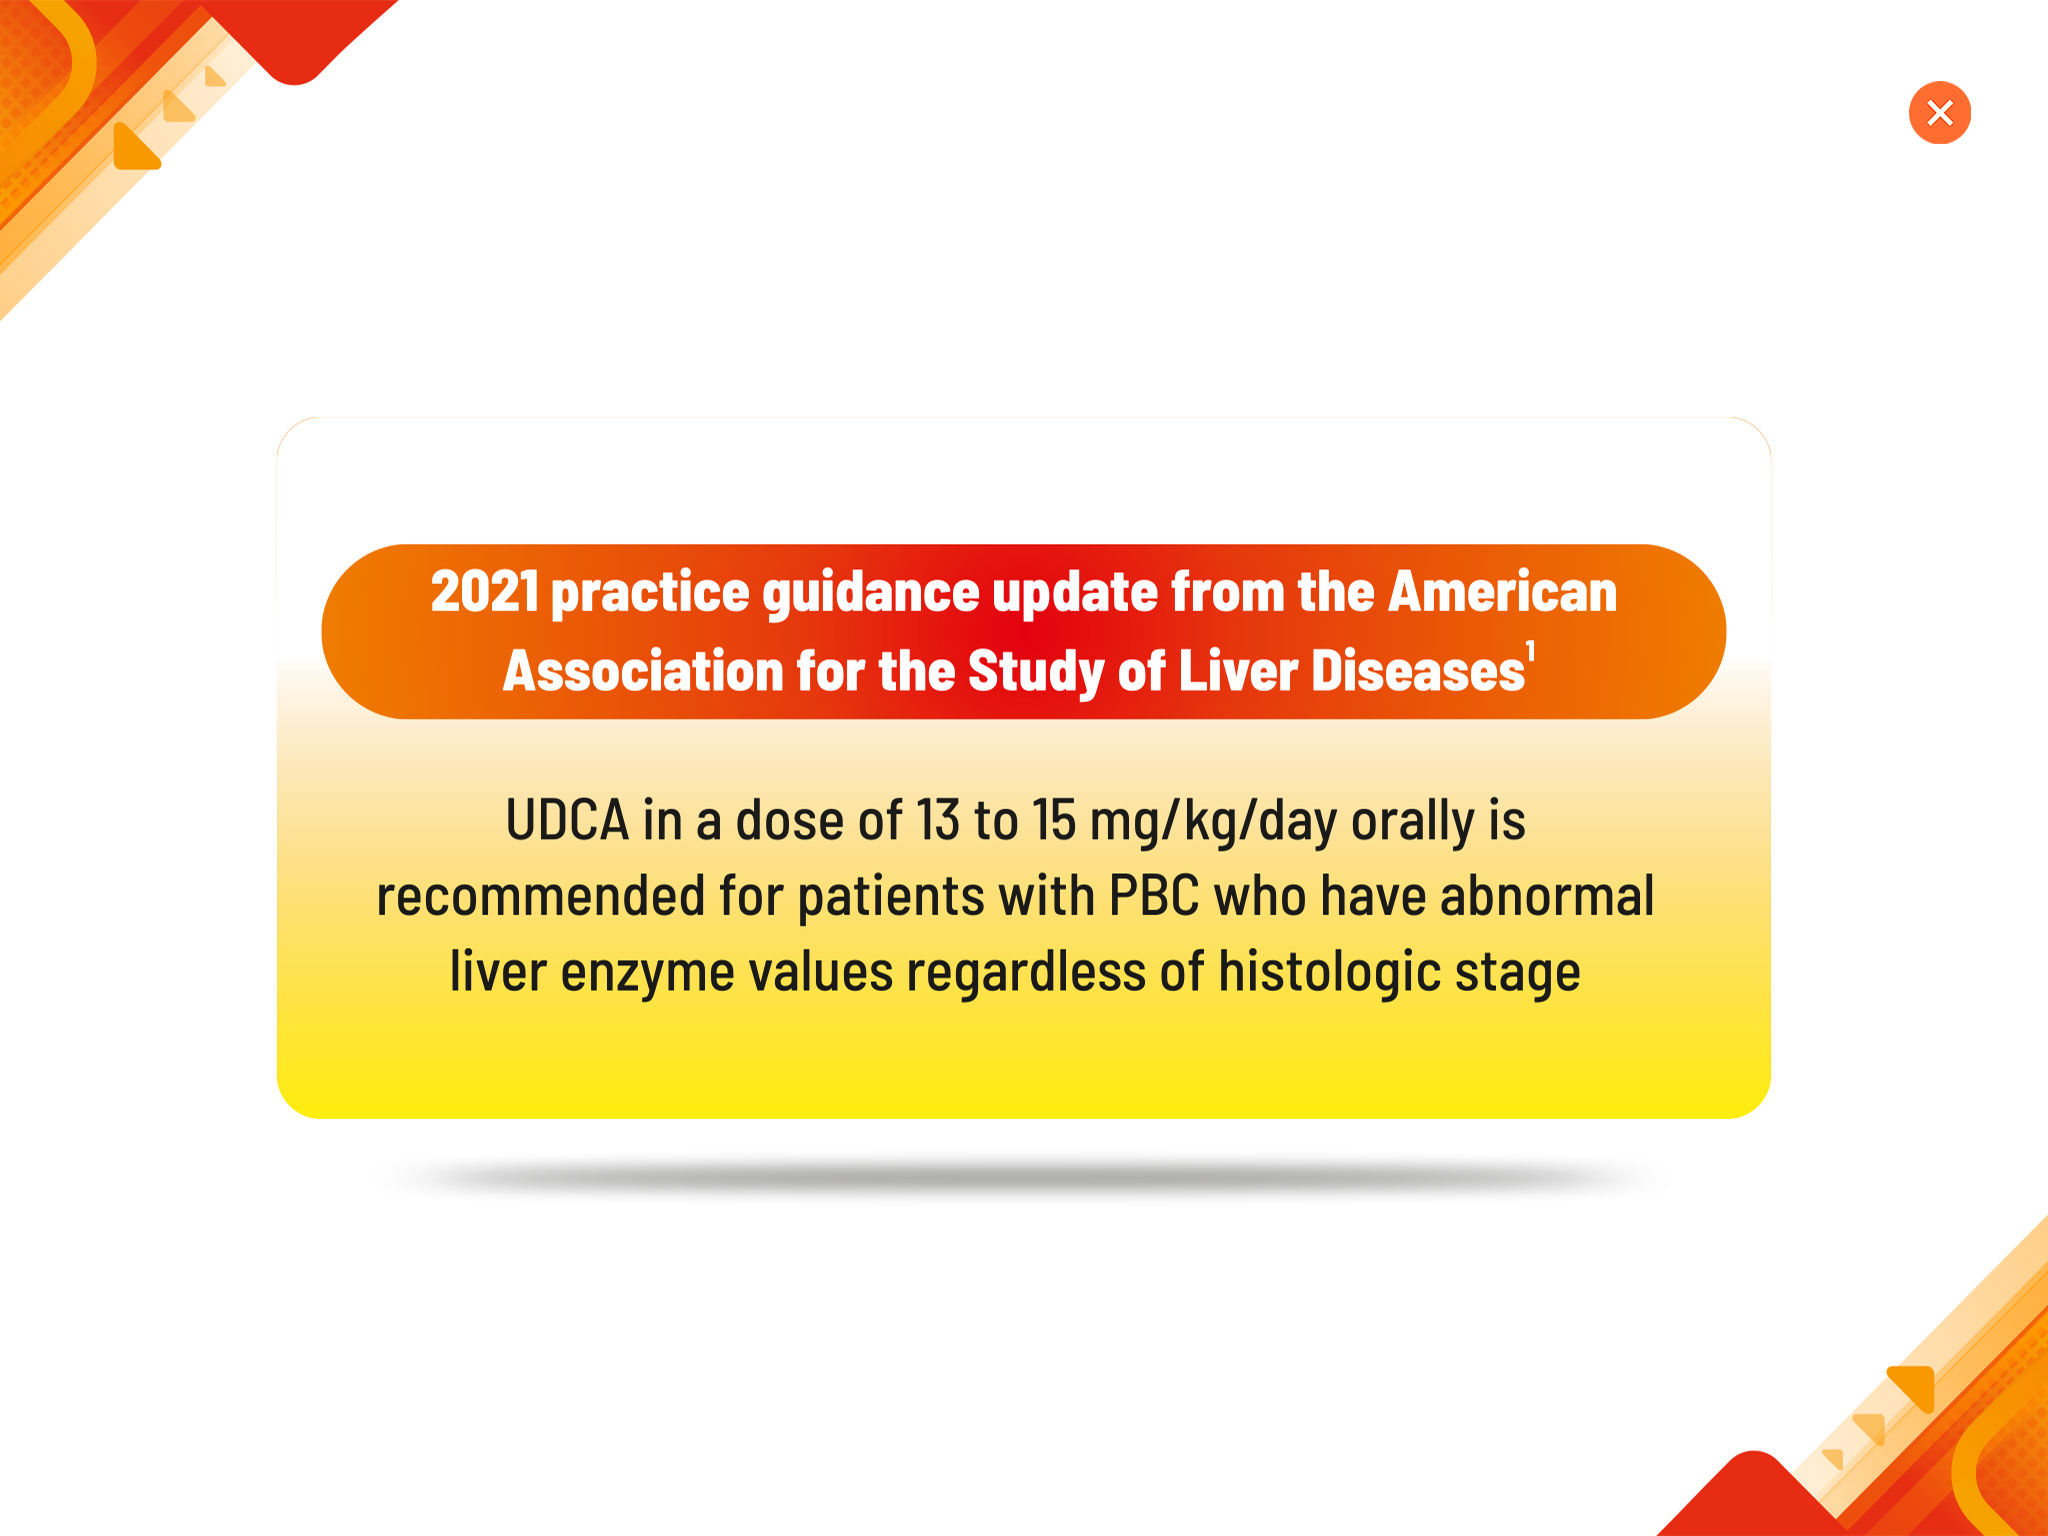 2021 practice guidance update from the American
Association for the Study of Liver Diseases¹
UDCA in a dose of 13 to 15 mg/kg/day orally is
recommended for patients with PBC who have abnormal
liver enzyme values regardless of histologic stage